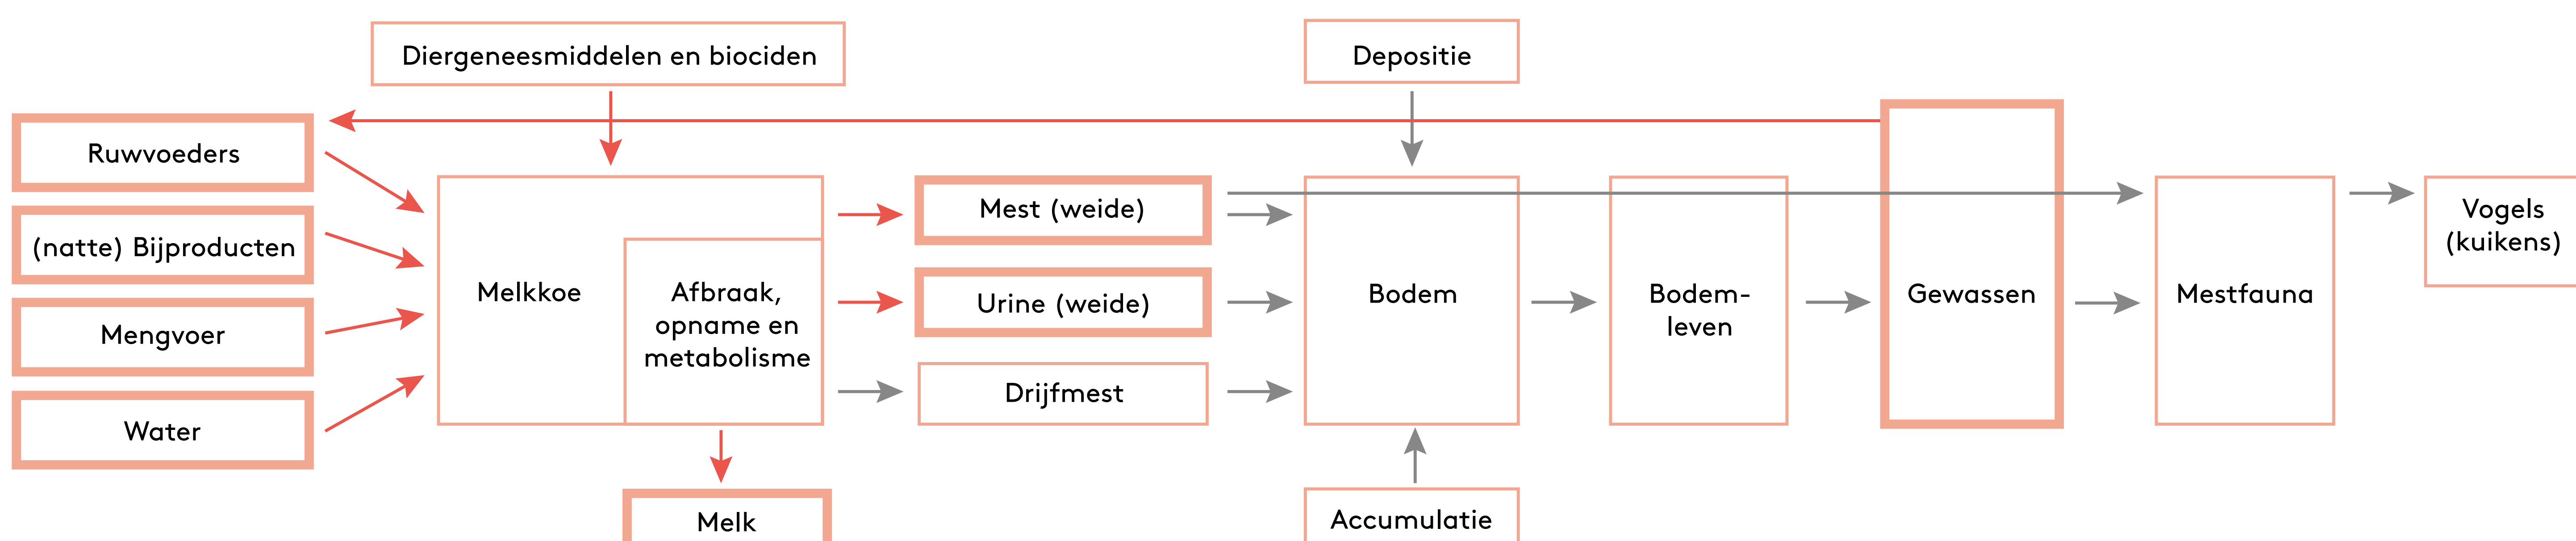 Diergeneesmiddelen en biociden
Depositie
Ruwvoeders
(natte) Bijproducten
Mengvoer
Water
Melkkoe
Afbraak,
opname en
metabolisme
Melk
Mest (weide)
Urine (weide)
Drijfmest
Bodem
Accumulatie
Bodem-
leven
Gewassen
Mestfauna
Vogels
(kuikens)